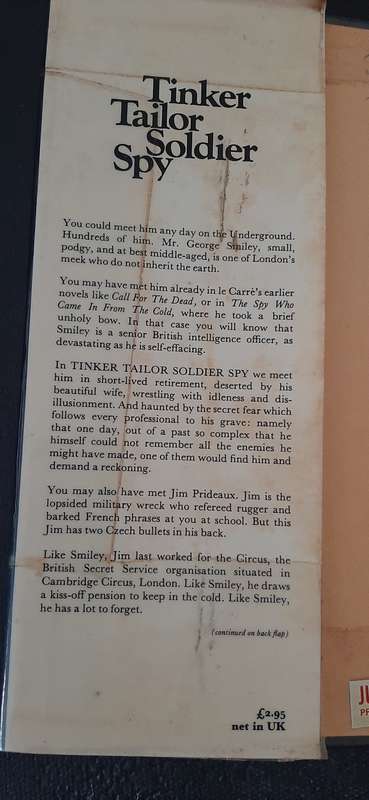 Tinker
Tailor
Soldier
Spy
You could meet him any day on the Underground.
Hundreds of him. Mr. George Smiley, small,
podgy, and at best middle-aged, is one of London's
meek who do not inherit the earth.
You may have met him already in le Carré's earlier
novels like Call For The Dead, or in The Spy Who
Came In From The Cold, where he took a brief
unholy bow. In that case you will know that
Smiley is a senior British intelligence officer, as
devastating as he is self-effacing.
In TINKER TAILOR SOLDIER SPY we meet
him in short-lived retirement, deserted by his
beautiful wife, wrestling with idleness and dis-
illusionment. And haunted by the secret fear which
follows every professional to his grave: namely
that one day, out of a past so complex that he
himself could not remember all the enemies he
might have made, one of them would find him and
demand a reckoning.
You may also have met Jim Prideaux. Jim is the
lopsided military wreck who refereed rugger and
barked French phrases at you at school. But this
Jim has two Czech bullets in his back.
Like Smiley, Jim last worked for the Circus, the
British Secret Service organisation situated in
Cambridge Circus, London. Like Smiley, he draws
a kiss-off pension to keep in the cold. Like Smiley,
he has a lot to forget.
(continued on back flap)
£2.95
net in UK